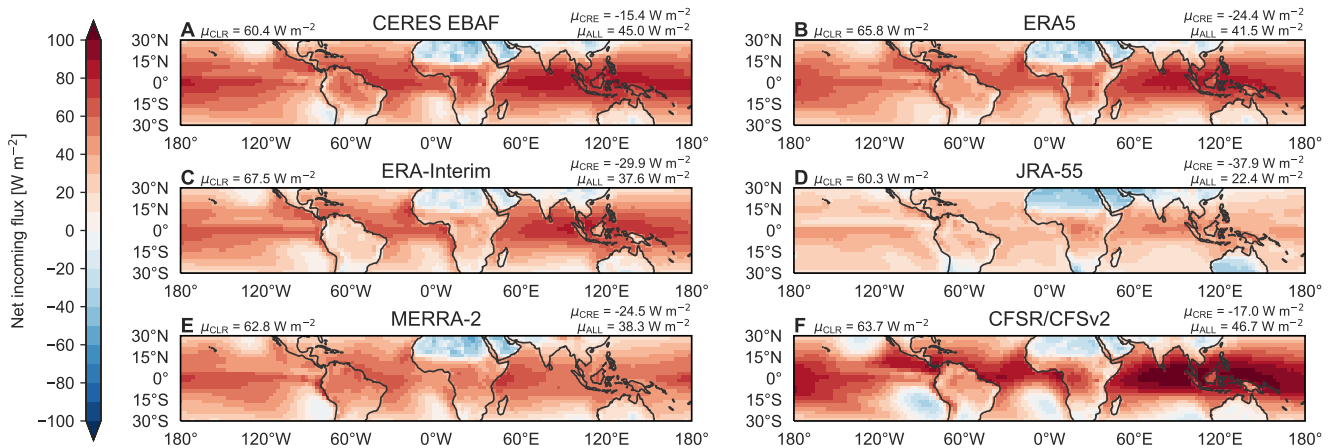 Net incoming flux [W m−2]
100
80
60
40
20
0
−20
−40
−60
−80
−100
A μCLR = 60.4 W m−2
CERES EBAF
μCRE = -15.4 W m−2
μALL = 45.0 W m−2
30°N
15°N
0°
15°S
30°S
180° 120°W 60°W 0°W 60°E 120°E 180°
B μCLR = 65.8 W m−2
ERA5
μCRE = -24.4 W m−2
μALL = 41.5 W m−2
30°N
15°N
0°
15°S
30°S
180° 120°W 60°W 0°W 60°E 120°E 180°
C μCLR = 67.5 W m−2
ERA-Interim
μCRE = -29.9 W m−2
μALL = 37.6 W m−2
30°N
15°N
0°
15°S
30°S
180° 120°W 60°W 0°W 60°E 120°E 180°
D μCLR = 60.3 W m−2
JRA-55
μCRE = -37.9 W m−2
μALL = 22.4 W m−2
30°N
15°N
0°
15°S
30°S
180° 120°W 60°W 0°W 60°E 120°E 180°
E μCLR = 62.8 W m−2
MERRA-2
μCRE = -24.5 W m−2
μALL = 38.3 W m−2
30°N
15°N
0°
15°S
30°S
180° 120°W 60°W 0°W 60°E 120°E 180°
F μCLR = 63.7 W m−2
CFSR/CFSv2
μCRE = -17.0 W m−2
μALL = 46.7 W m−2
30°N
15°N
0°
15°S
30°S
180° 120°W 60°W 0°W 60°E 120°E 180°